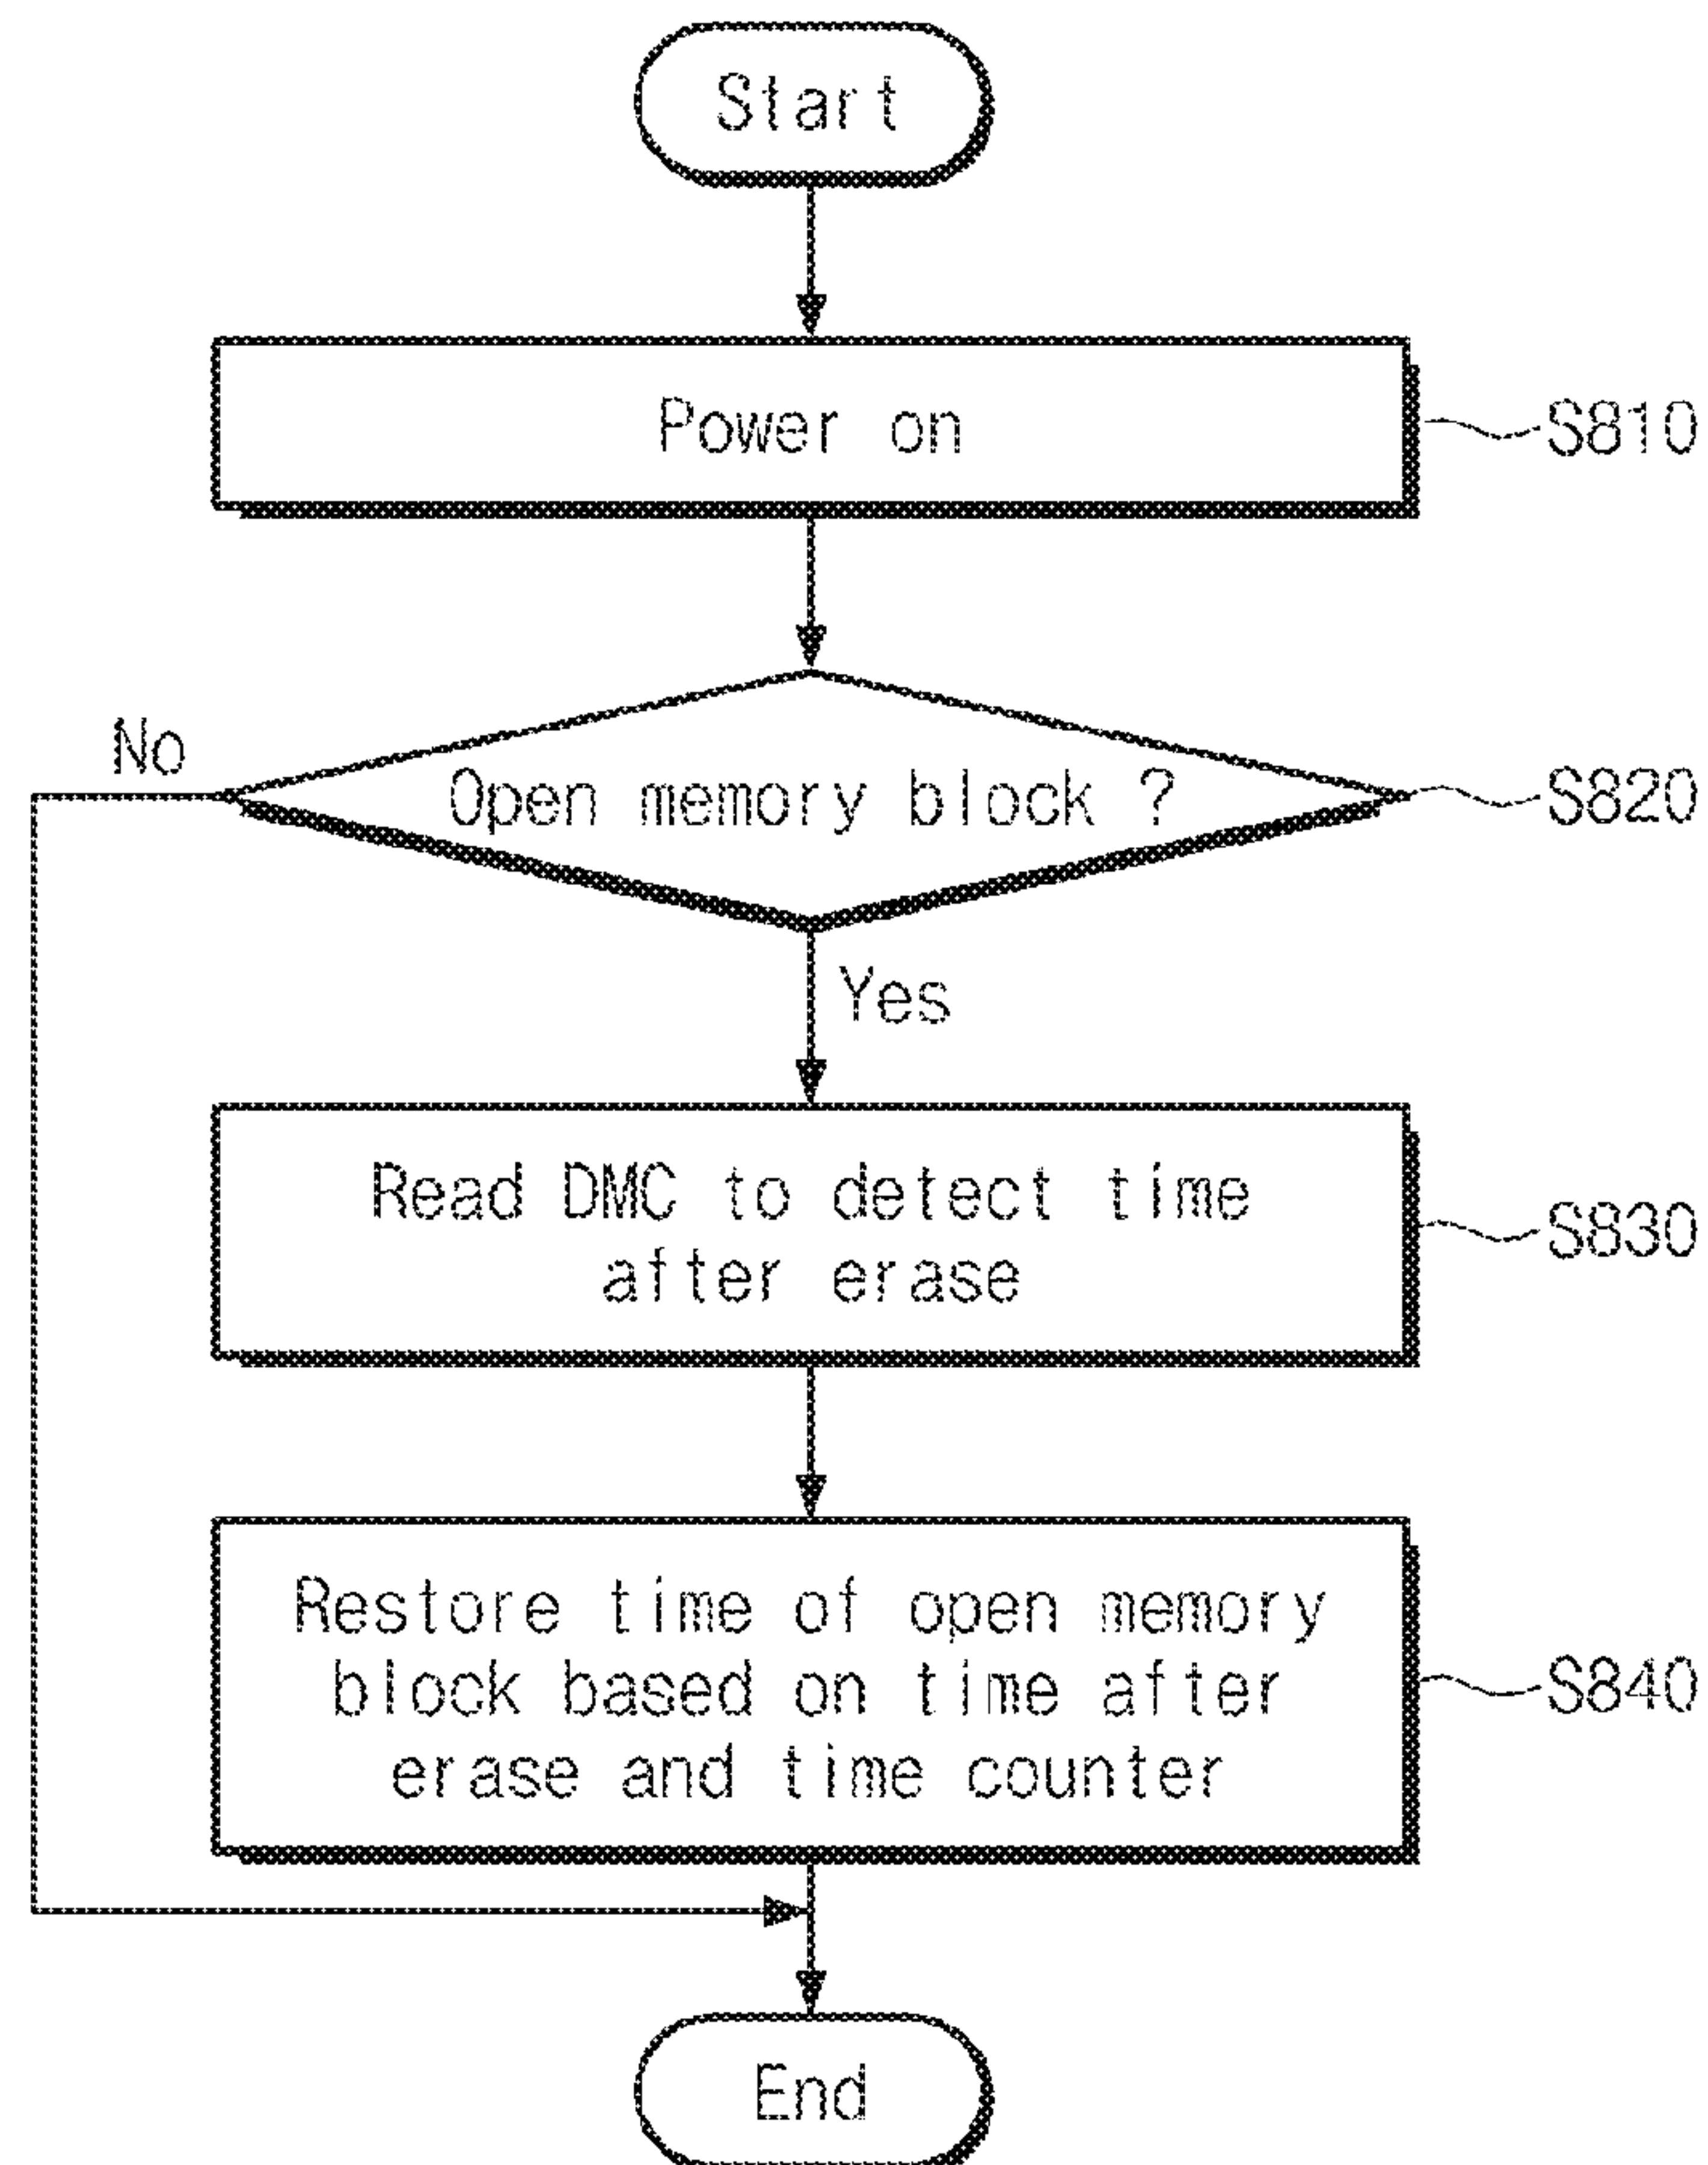 Start
Power on
S810
No
Open memory block ?
S820
Yes
Read DMC to detect time
after erase
S830
Restore time of open memory
block based on time after
erase and time counter
S840
End